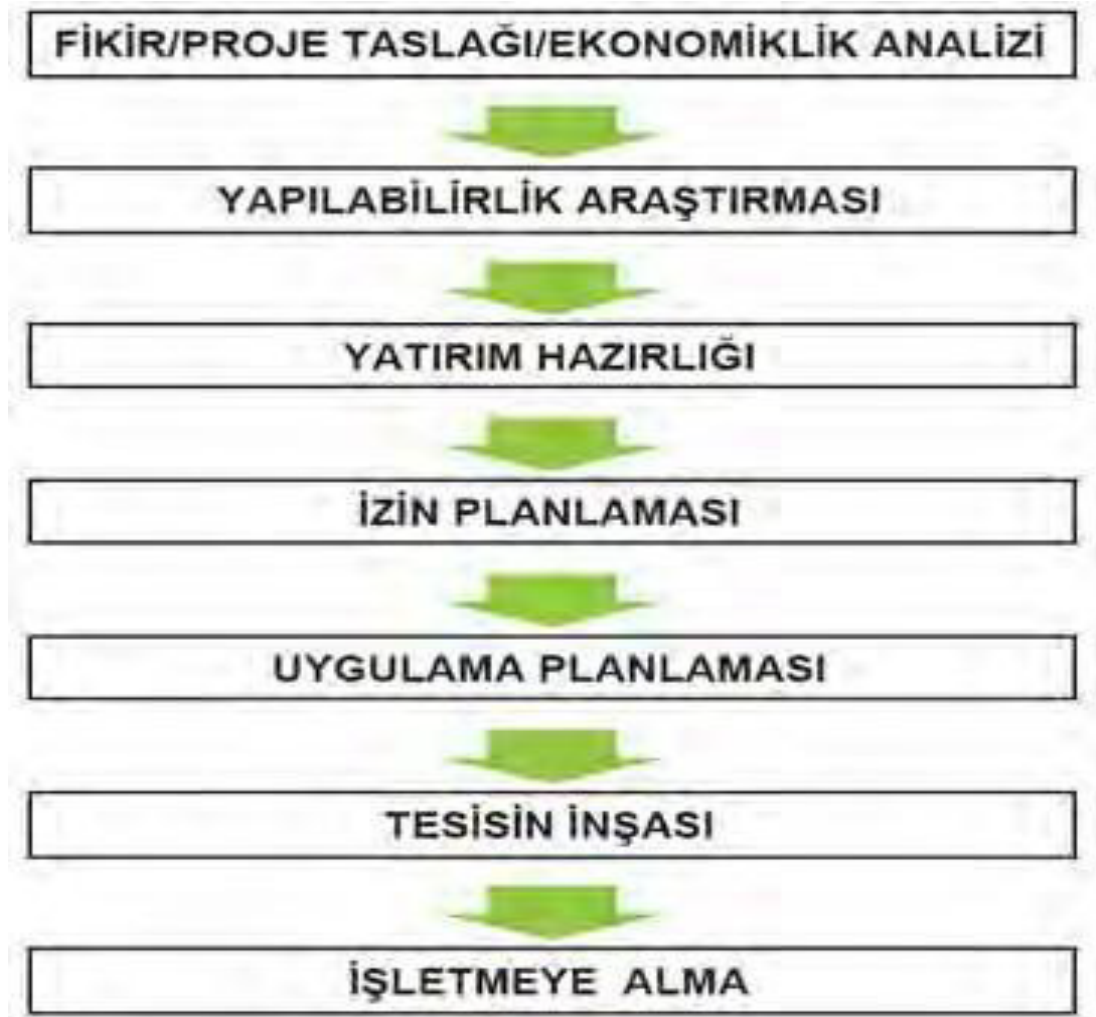 FİKİR/PROJE TASLAĞI/EKONOMİKLİK ANALİZİ
YAPILABİLİRLİK ARAŞTIRMASI
YATIRIM HAZIRLIĞI
İZİN PLANLAMASI
UYGULAMA PLANLAMASI
TESİSİN İNŞASI
İŞLETMEYE ALMA